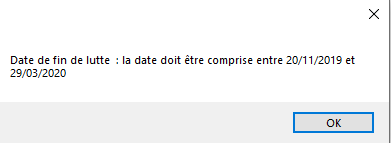 Date de fin de lutte  : la date doit être comprise entre 20/11/2019 et
29/03/2020
OK